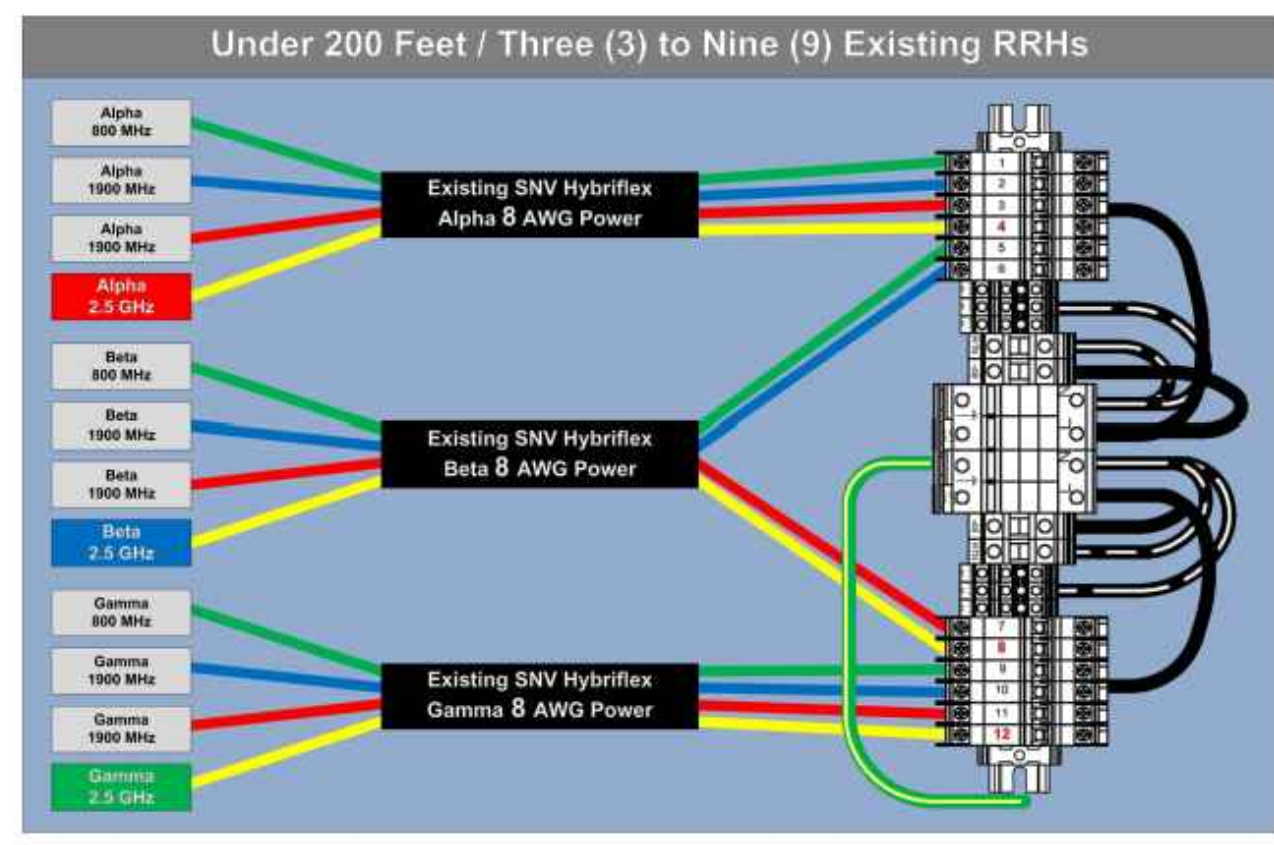 Under 200 Feet / Three (3) to Nine (9) Existing RRHs
Alpha
800 MHz
Alpha
1900 MHz
Alpha
1900 MHz
Alpha
2.5 GHz
Existing SNV Hybriflex
Alpha 8 AWG Power
Beta
800 MHz
Beta
1900 MHz
Beta
1900 MHz
Beta
2.5 GHz
Existing SNV Hybriflex
Beta 8 AWG Power
Gamma
800 MHz
Gamma
1900 MHz
Gamma
1900 MHz
Gamma
2.5 GHz
Existing SNV Hybriflex
Gamma 8 AWG Power
1
2
3
4
5
6
7
8
9
10
11
12